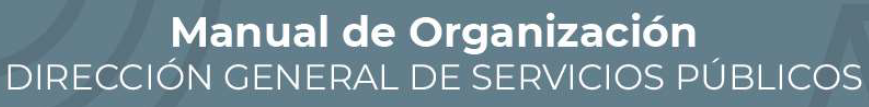 Manual de Organización
DIRECCIÓN GENERAL DE SERVICIOS PÚBLICOS